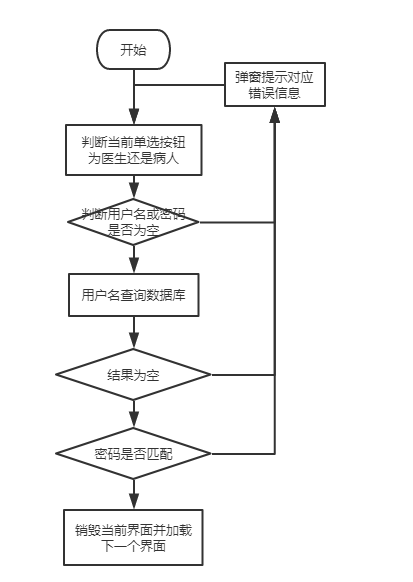 开始
弹窗提示对应
错误信息
判断当前单选按钮
为医生还是病人
判断用户名或密码
是否为空
用户名查询数据库
结果为空
密码是否匹配
销毁当前界面并加载
下一个界面